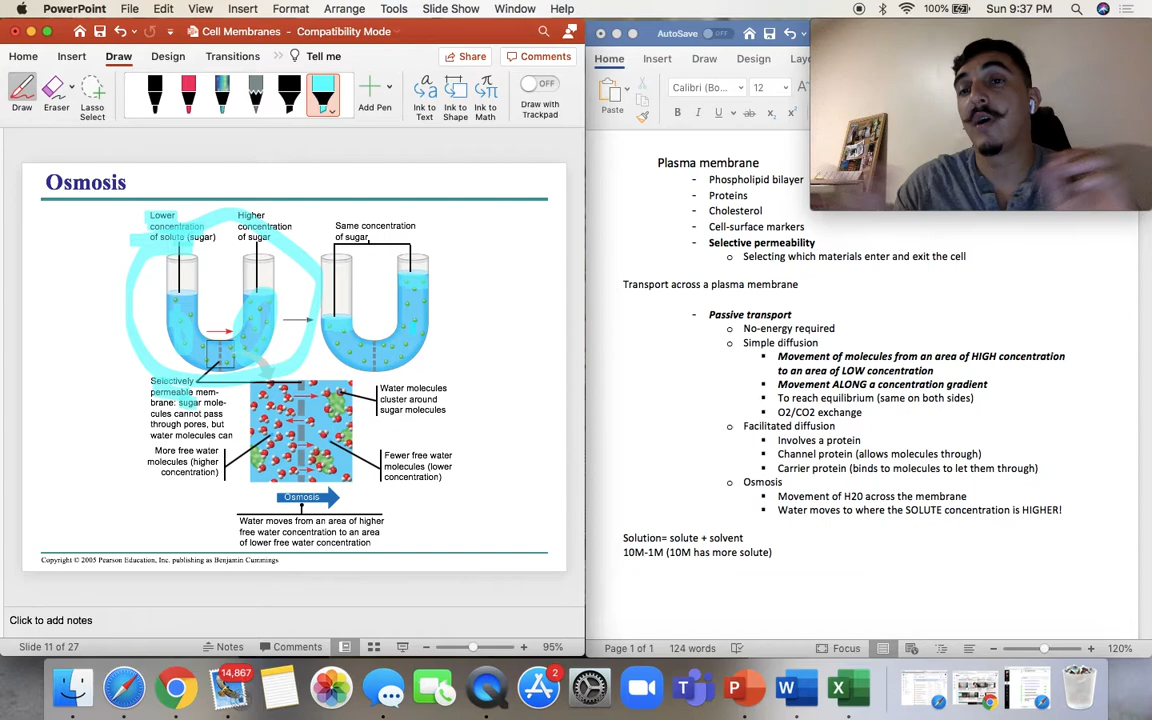 PowerPoint File Edit View Insert Format Arrange Tools Slide Show Window Help 100% Sun 9:37 PM
Cell Membranes - Compatibility Mode
Home Insert Draw Design Transitions Tell me Share Comments
Draw Eraser Lasso Select Add Pen Ink to Text Ink to Shape Ink to Math OFF Draw with Trackpad
Osmosis
Lower
concentration
of solute (sugar)
Higher
concentration
of sugar
Same concentration
of sugar
Selectively
permeable mem-
brane: sugar mole-
cules cannot pass
through pores, but
water molecules can
More free water
molecules (higher
concentration)
Water molecules
cluster around
sugar molecules
Fewer free water
molecules (lower
concentration)
Osmosis
Water moves from an area of higher
free water concentration to an area
of lower free water concentration
Copyright © 2005 Pearson Education, Inc. publishing as Benjamin Cummings
Click to add notes
Slide 11 of 27 Notes Comments 95%
AutoSave OFF
Home Insert Draw Design
Paste Calibri (Bo... 12
B I U
Plasma membrane
- Phospholipid bilayer
- Proteins
- Cholesterol
- Cell-surface markers
- Selective permeability
o Selecting which materials enter and exit the cell
Transport across a plasma membrane
- Passive transport
o No-energy required
o Simple diffusion
▪ Movement of molecules from an area of HIGH concentration
to an area of LOW concentration
▪ Movement ALONG a concentration gradient
▪ To reach equilibrium (same on both sides)
▪ O2/CO2 exchange
o Facilitated diffusion
▪ Involves a protein
▪ Channel protein (allows molecules through)
▪ Carrier protein (binds to molecules to let them through)
o Osmosis
▪ Movement of H20 across the membrane
▪ Water moves to where the SOLUTE concentration is HIGHER!
Solution= solute + solvent
10M-1M (10M has more solute)
Page 1 of 1 124 words Focus 120%
14,867
2